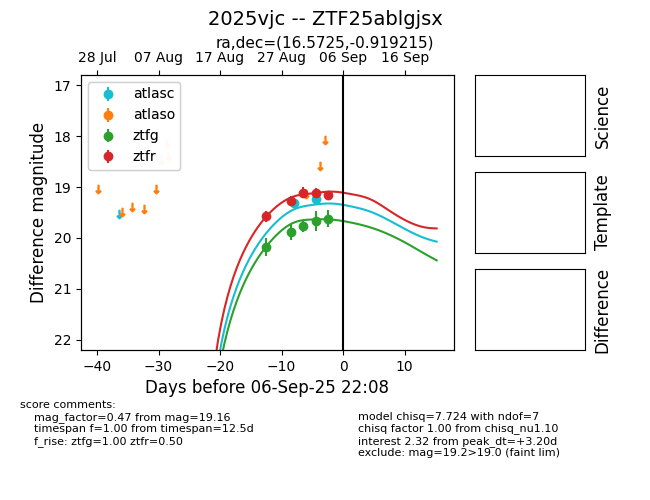 2025vjc -- ZTF25ablgjsx
ra,dec=(16.5725,-0.919215)
28 Jul 07 Aug 17 Aug 27 Aug 06 Sep 16 Sep
17
18
19
20
21
22
Difference magnitude
atlasc
atlaso
ztfg
ztfr
−40 −30 −20 −10 0 10
Days before 06-Sep-25 22:08
Science
Template
Difference
score comments:
mag_factor=0.47 from mag=19.16
timespan f=1.00 from timespan=12.5d
f_rise: ztfg=1.00 ztfr=0.50
model chisq=7.724 with ndof=7
chisq factor 1.00 from chisq_nu1.10
interest 2.32 from peak_dt=+3.20d
exclude: mag=19.2>19.0 (faint lim)